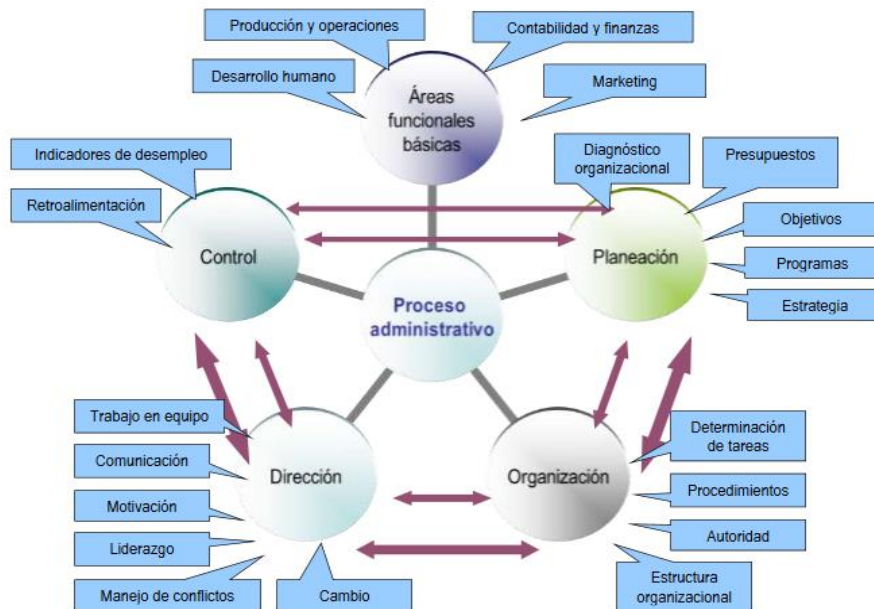 Producción y operaciones
Contabilidad y finanzas
Desarrollo humano
Marketing
Áreas
funcionales
básicas
Indicadores de desempleo
Retroalimentación
Control
Diagnóstico
organizacional
Presupuestos
Objetivos
Planeación
Programas
Estrategia
Proceso
administrativo
Trabajo en equipo
Comunicación
Motivación
Liderazgo
Manejo de conflictos
Cambio
Dirección
Organización
Determinación
de tareas
Procedimientos
Autoridad
Estructura
organizacional